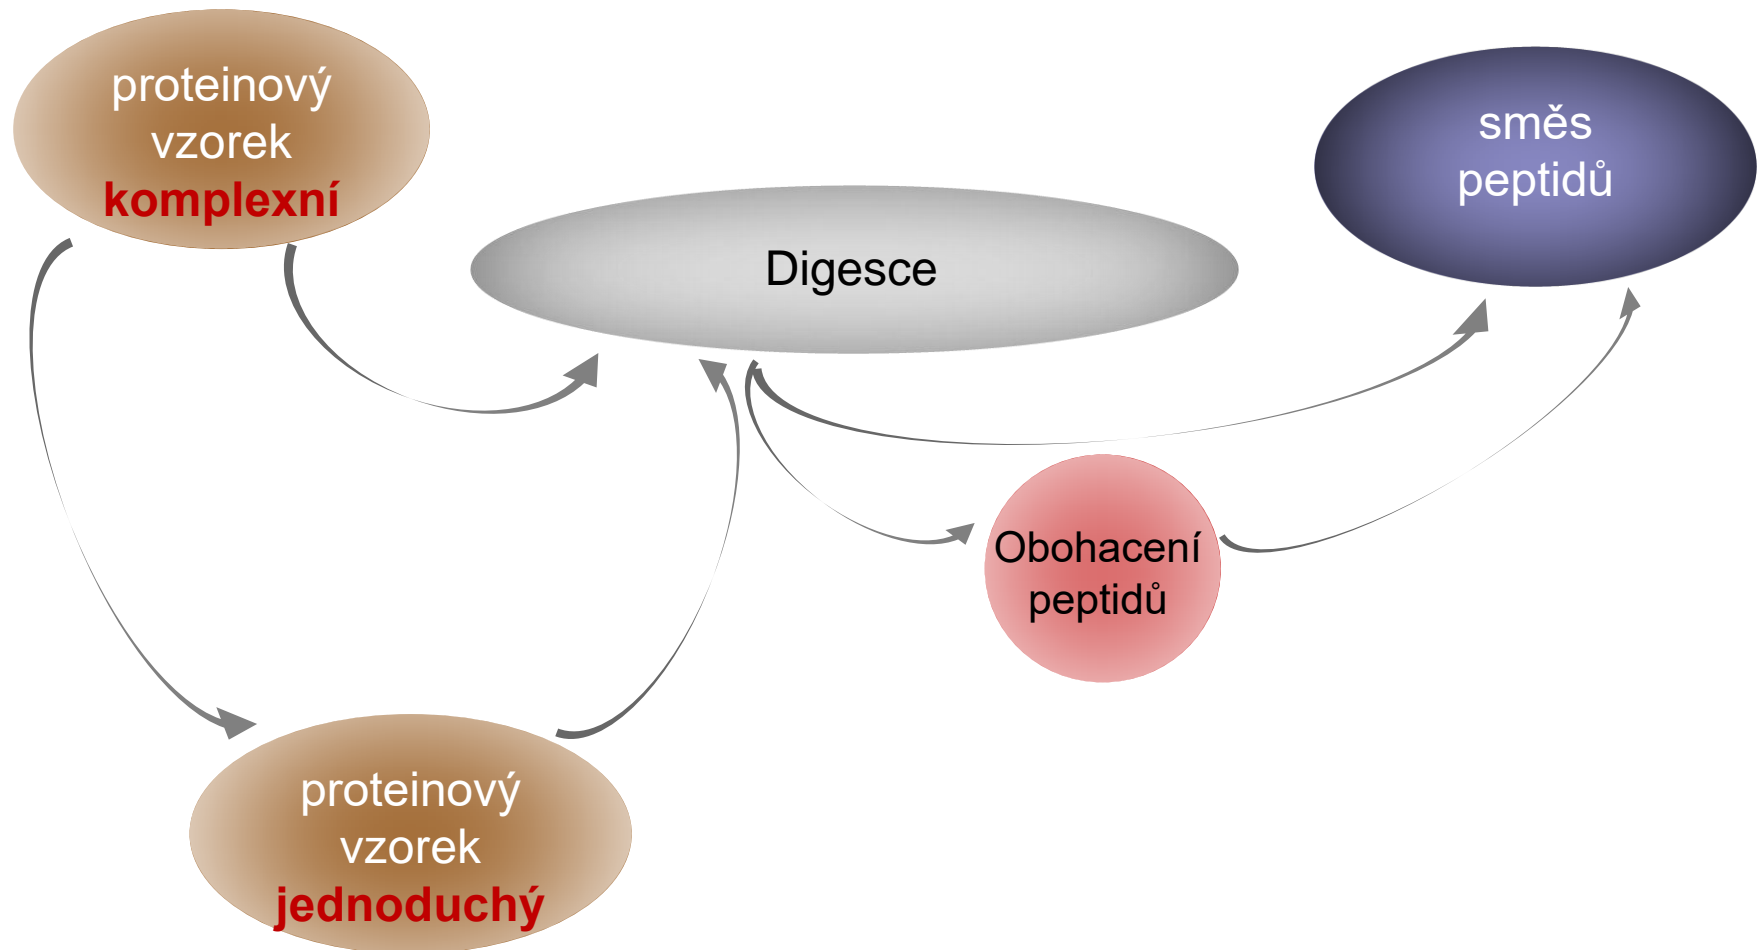 proteinový
vzorek
komplexní
směs
peptidů
Digesce
Obohacení
peptidů
proteinový
vzorek
jednoduchý